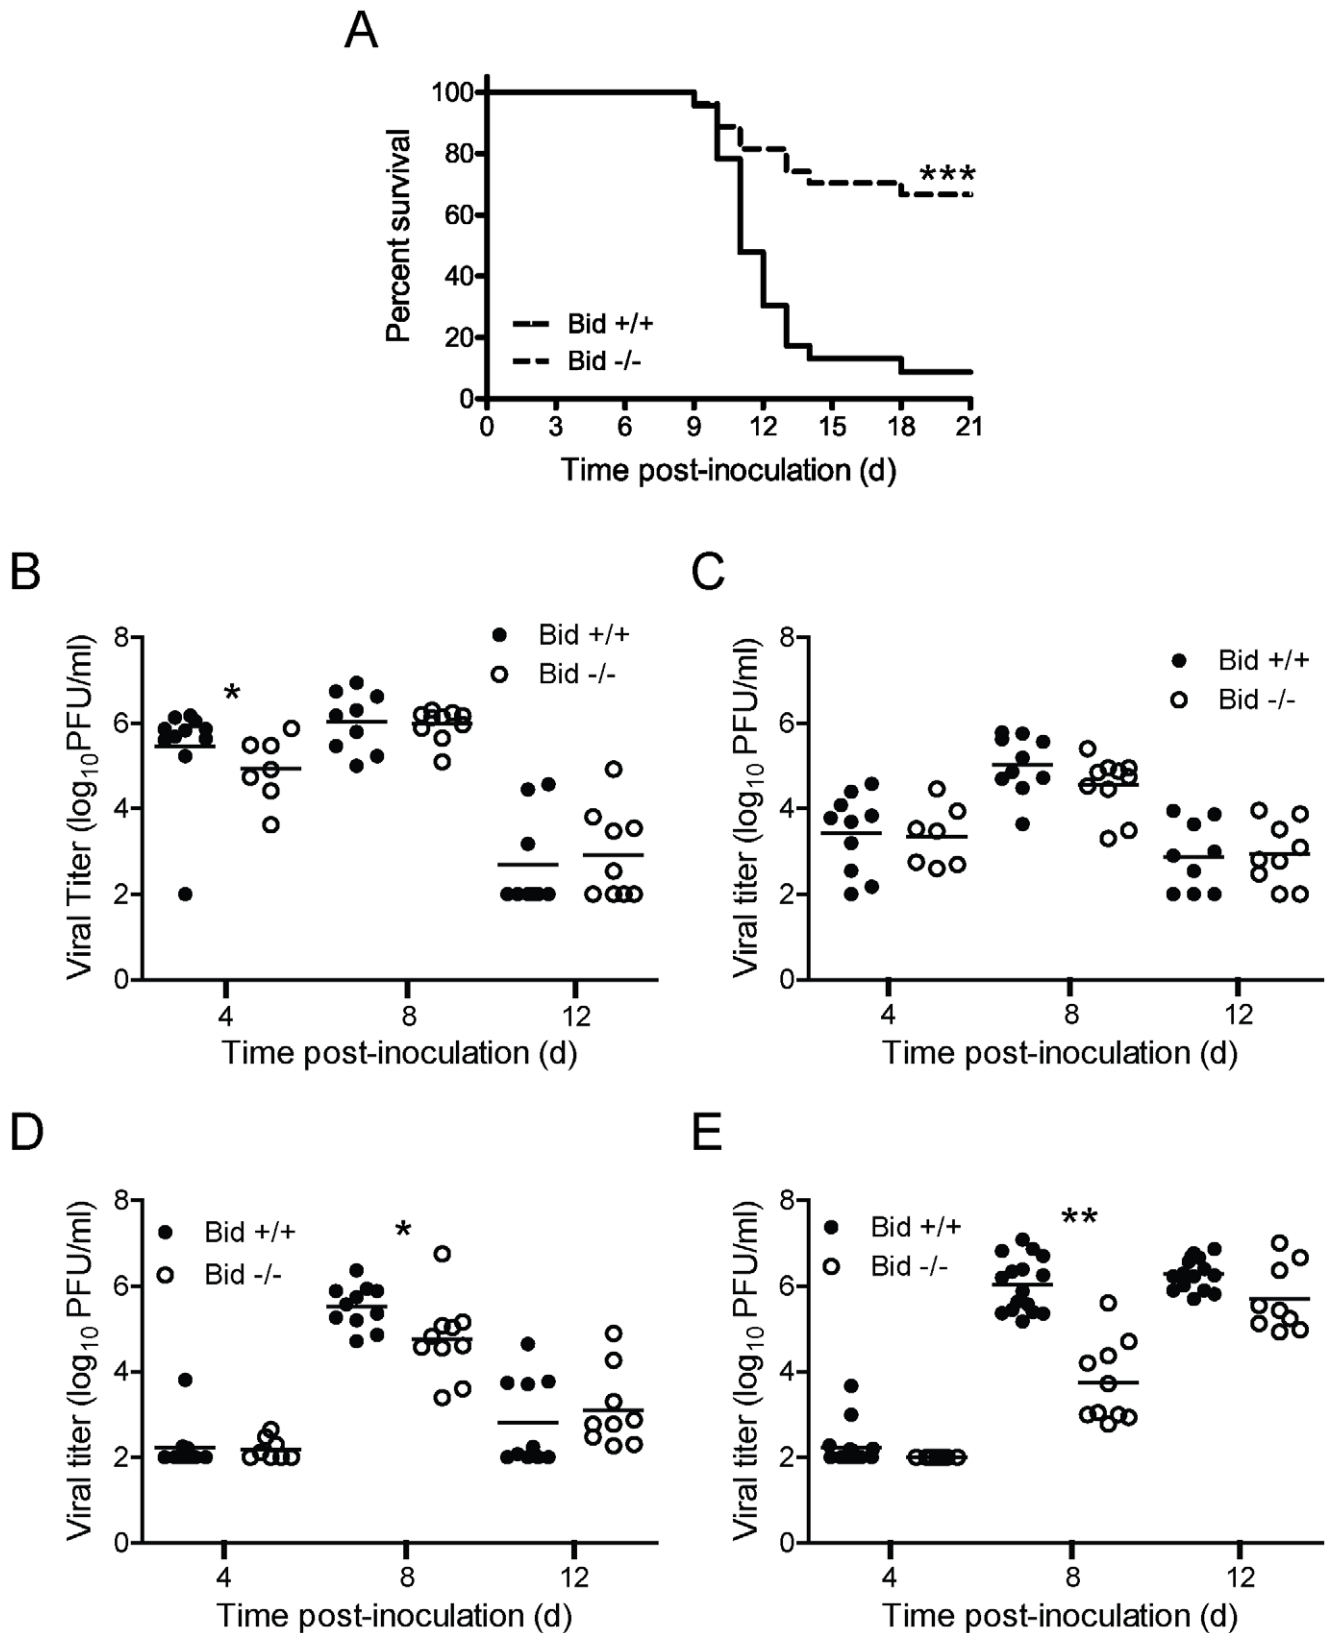 A
100
80
60
40
20
0
Percent survival
***
Bid +/+
Bid -/-
0 3 6 9 12 15 18 21
Time post-inoculation (d)
B
8
6
4
2
0
Viral Titer (log10PFU/ml)
*
Bid +/+
Bid -/-
4 8 12
Time post-inoculation (d)
C
8
6
4
2
0
Viral titer (log10 PFU/ml)
Bid +/+
Bid -/-
4 8 12
Time post-inoculation (d)
D
8
6
4
2
0
Viral titer (log10 PFU/ml)
Bid +/+
Bid -/-
*
4 8 12
Time post-inoculation (d)
E
8
6
4
2
0
Viral titer (log10 PFU/ml)
Bid +/+
Bid -/-
**
4 8 12
Time post-inoculation (d)